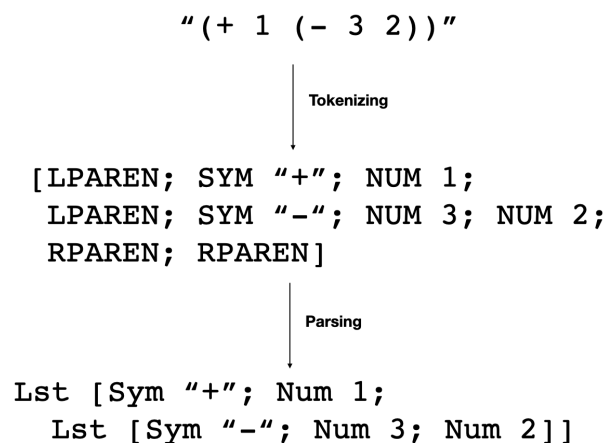 “(+ 1 (- 3 2))”
Tokenizing
[LPAREN; SYM “+”; NUM 1;
LPAREN; SYM “-“; NUM 3; NUM 2;
RPAREN; RPAREN]
Parsing
Lst [Sym “+”; Num 1;
Lst [Sym “-“; Num 3; Num 2]]